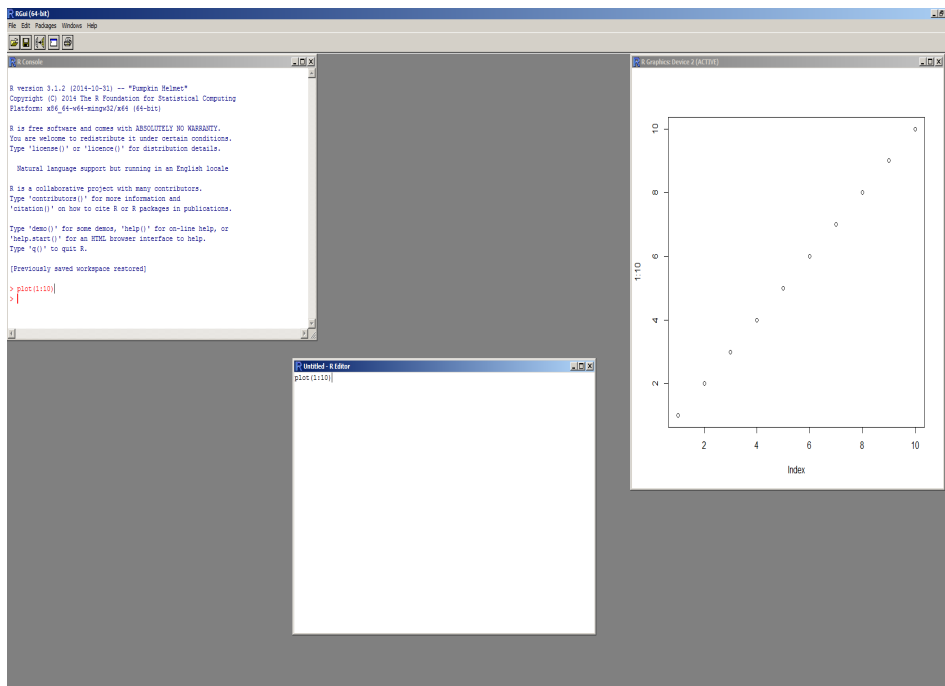 RGui (64-bit)
File Edit Packages Windows Help
R Console
R version 3.1.2 (2014-10-31) -- "Pumpkin Helmet"
Copyright (C) 2014 The R Foundation for Statistical Computing
Platform: x86_64-w64-mingw32/x64 (64-bit)
R is free software and comes with ABSOLUTELY NO WARRANTY.
You are welcome to redistribute it under certain conditions.
Type 'license()' or 'licence()' for distribution details.
Natural language support but running in an English locale
R is a collaborative project with many contributors.
Type 'contributors()' for more information and
'citation()' on how to cite R or R packages in publications.
Type 'demo()' for some demos, 'help()' for on-line help, or
'help.start()' for an HTML browser interface to help.
Type 'q()' to quit R.
[Previously saved workspace restored]
> plot(1:10)
>
Untitled - R Editor
plot(1:10)
R Graphics: Device 2 (ACTIVE)
10
8
6
4
2
1:10
2 4 6 8 10
Index